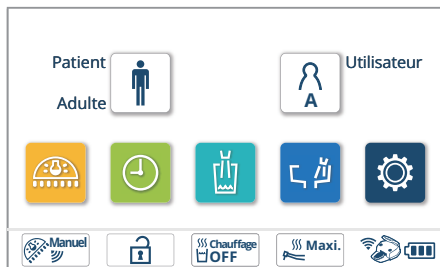 Patient
Adulte
Utilisateur
A
Manuel
Chauffage
OFF
Maxi.